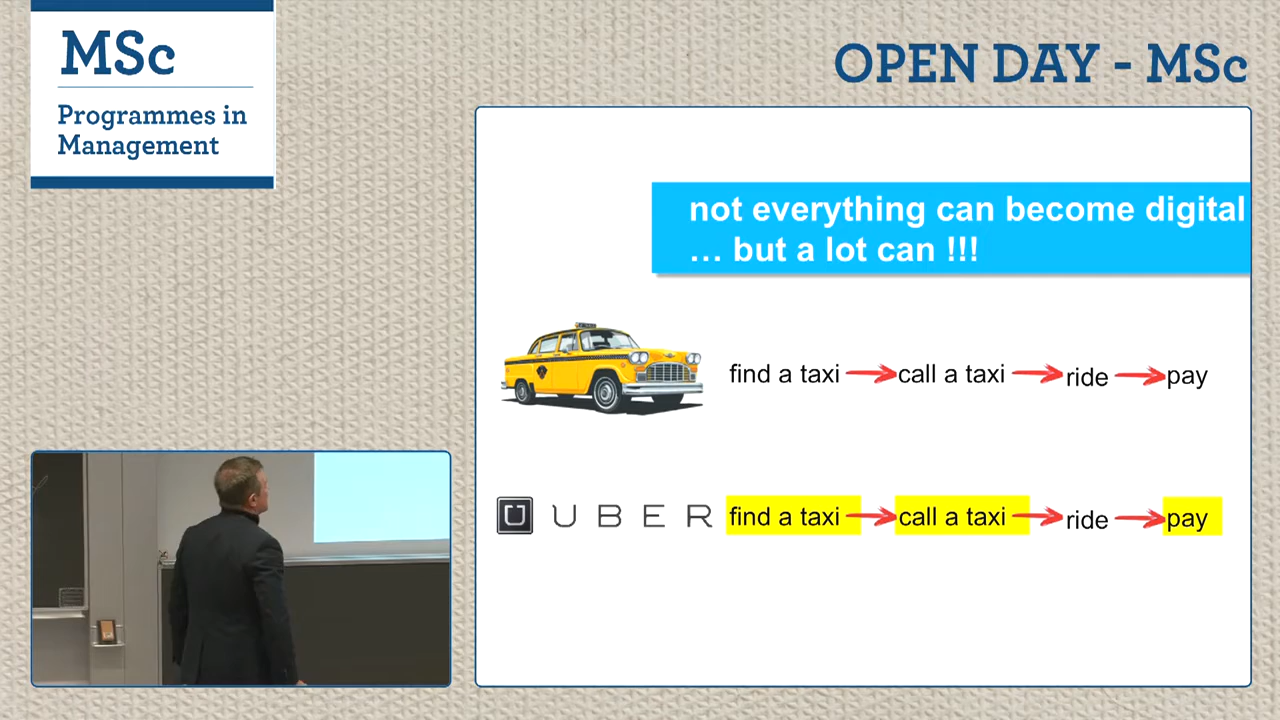 MSc
Programmes in
Management
OPEN DAY - MSc
not everything can become digital
… but a lot can !!!
find a taxi call a taxi ride pay
UBER find a taxi call a taxi ride pay